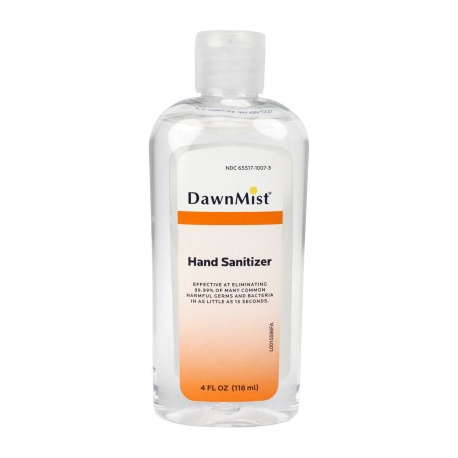 NDC 65517-1007-5
DawnMist®
Hand Sanitizer
EFFECTIVE AT ELIMINATING
99.99% OF MANY COMMON
HARMFUL GERMS AND BACTERIA
IN AS LITTLE AS 15 SECONDS.
4 FL OZ (118 ml)